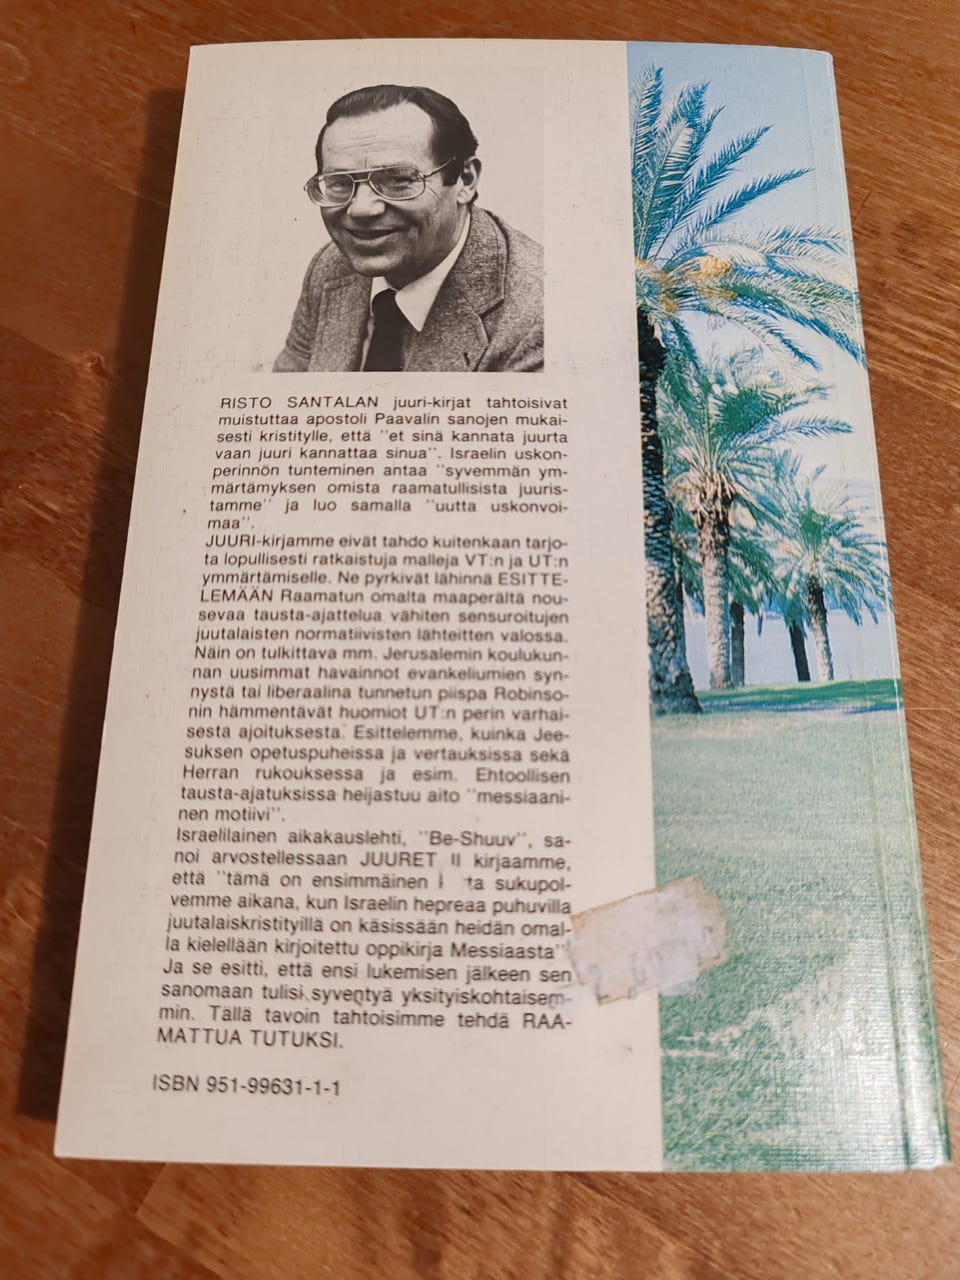 RISTO SANTALAN juuri-kirjat tahtoisivat
muistuttaa apostoli Paavalin sanojen mukai-
sesti kristitylle, että "et sinä kannata juurta
vaan juuri kannattaa sinua". Israelin uskon-
perinnön tunteminen antaa "syvemmän ym-
märtämyksen omista raamatullisista juuris-
tamme" ja luo samalla "uutta uskonvoi-
maa".
JUURI-kirjamme eivät tahdo kuitenkaan tarjo-
ta lopullisesti ratkaistuja malleja VT:n ja UT:n
ymmärtämiselle. Ne pyrkivät lähinnä ESITTE-
LEMÄÄN Raamatun omalta maaperältä nou-
sevaa tausta-ajattelua vähiten sensuroitujen
juutalaisten normatiivisten lähteitten valossa.
Näin on tulkittava mm. Jerusalemin koulukun-
nan uusimmat havainnot evankeliumien syn-
nystä tai liberaalina tunnetun piispa Robinso-
nin hämmentävät huomiot UT:n perin varhai-
sesta ajoituksesta. Esittelemme, kuinka Jee-
suksen opetuspuheissa ja vertauksissa sekä
Herran rukouksessa ja esim. Ehtoollisen
tausta-ajatuksissa heijastuu aito "messiaani-
nen motiivi".
Israelilainen aikakauslehti, "Be-Shuuv", sa-
noi arvostellessaan JUURET II kirjaamme,
että "tämä on ensimmäinen sukupol-
vemme aikana, kun Israelin hepreaa puhuvilla
juutalaiskristityillä on käsissään heidän omal-
la kielellään kirjoitettu oppikirja Messiaasta".
Ja se esitti, että ensi lukemisen jälkeen sen
sanomaan tulisi syventyä yksityiskohtaisem-
min. Tällä tavoin tahtoisimme tehdä RAA-
MATTUA TUTUKSI.
ISBN 951-99631-1-1